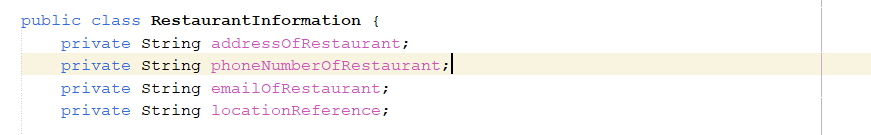 public class RestaurantInformation {
    private String addressOfRestaurant;
    private String phoneNumberOfRestaurant;
    private String emailOfRestaurant;
    private String locationReference;